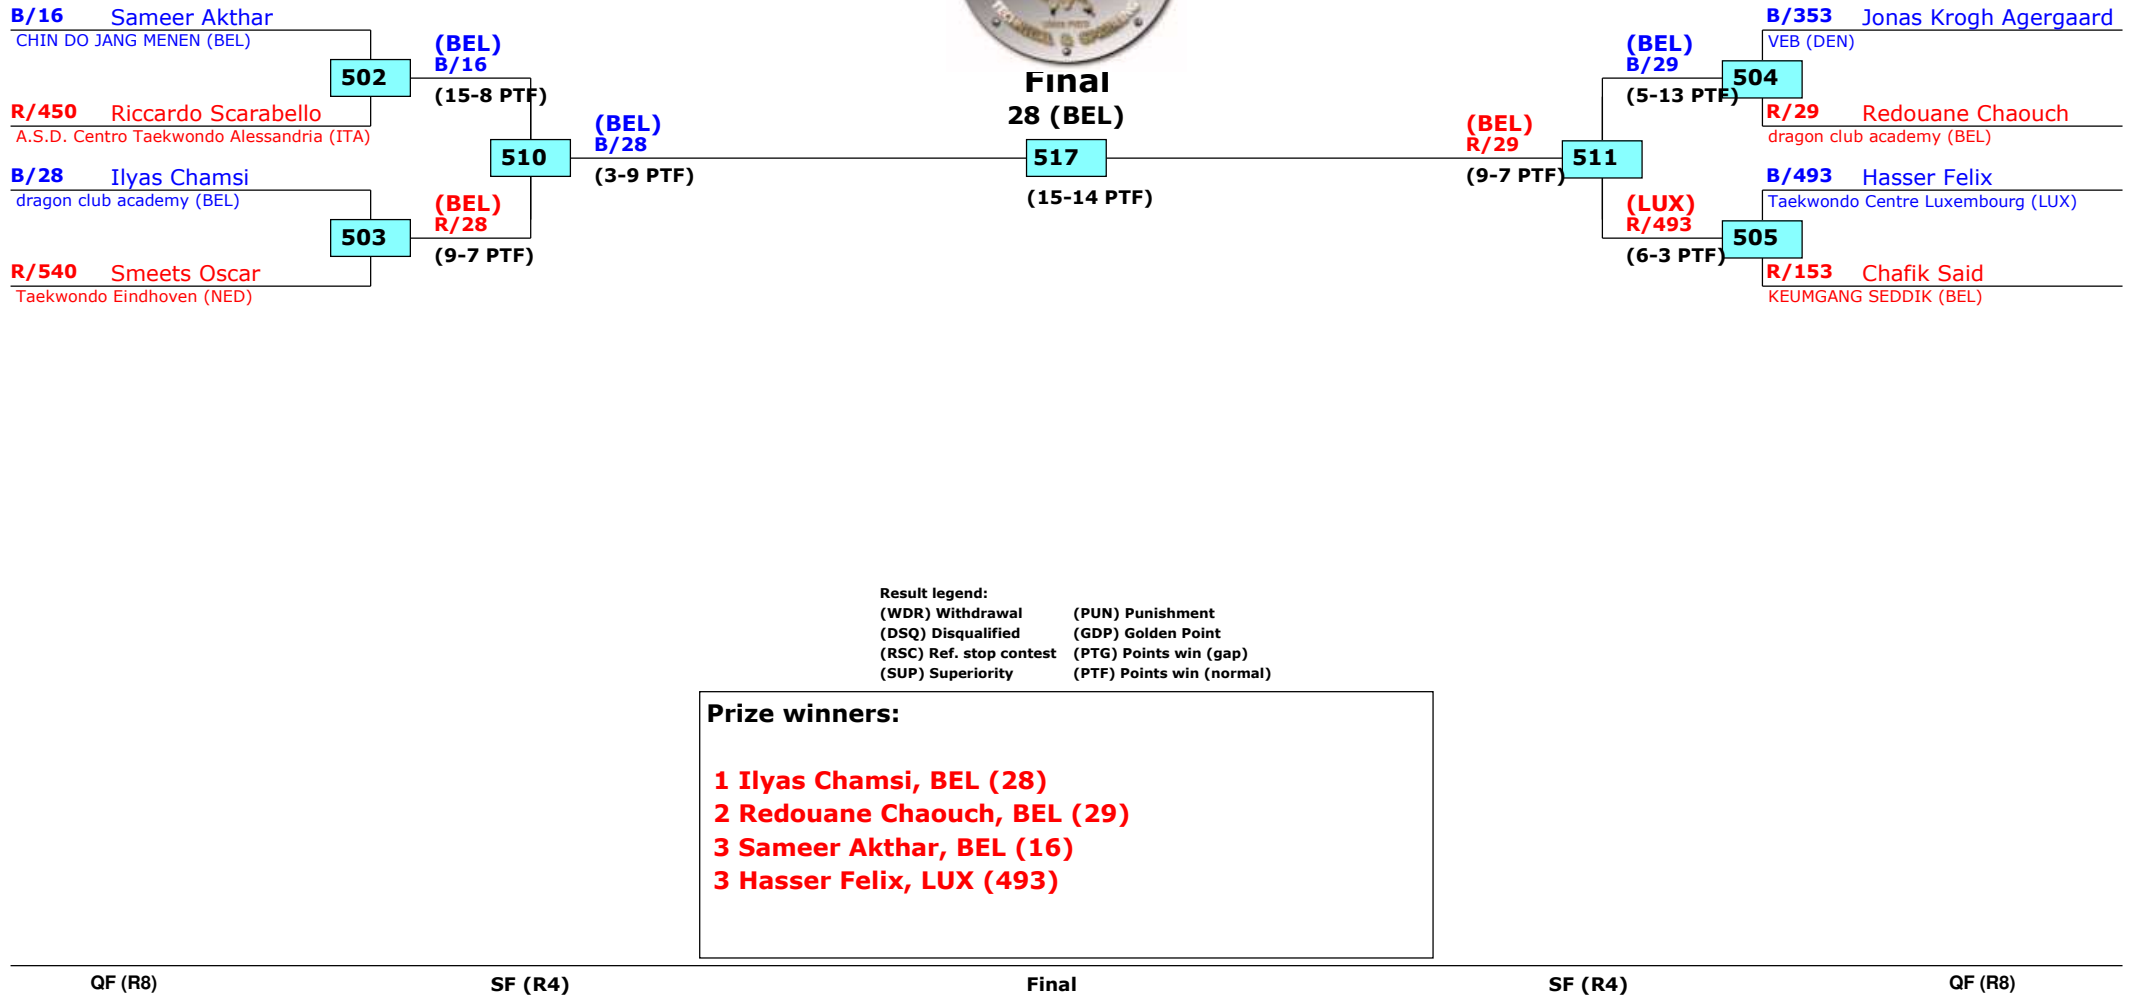 B/16 Sameer Akthar
CHIN DO JANG MENEN (BEL)
502
(BEL)
B/16
(15-8 PTF)
R/450 Riccardo Scarabello
A.S.D. Centro Taekwondo Alessandria (ITA)
510
(BEL)
B/28
(3-9 PTF)
B/28 Ilyas Chamsi
dragon club academy (BEL)
503
(BEL)
R/28
(9-7 PTF)
R/540 Smeets Oscar
Taekwondo Eindhoven (NED)
Final
28 (BEL)
517
(15-14 PTF)
B/353 Jonas Krogh Agergaard
VEB (DEN)
(BEL)
B/29
504
(5-13 PTF)
R/29 Redouane Chaouch
dragon club academy (BEL)
(BEL)
R/29
511
(9-7 PTF)
B/493 Hasser Felix
Taekwondo Centre Luxembourg (LUX)
(LUX)
R/493
505
(6-3 PTF)
R/153 Chafik Said
KEUMGANG SEDDIK (BEL)
Result legend:
(WDR) Withdrawal (PUN) Punishment
(DSQ) Disqualified (GDP) Golden Point
(RSC) Ref. stop contest (PTG) Points win (gap)
(SUP) Superiority (PTF) Points win (normal)
Prize winners:
1 Ilyas Chamsi, BEL (28)
2 Redouane Chaouch, BEL (29)
3 Sameer Akthar, BEL (16)
3 Hasser Felix, LUX (493)
QF (R8) SF (R4) Final SF (R4) QF (R8)